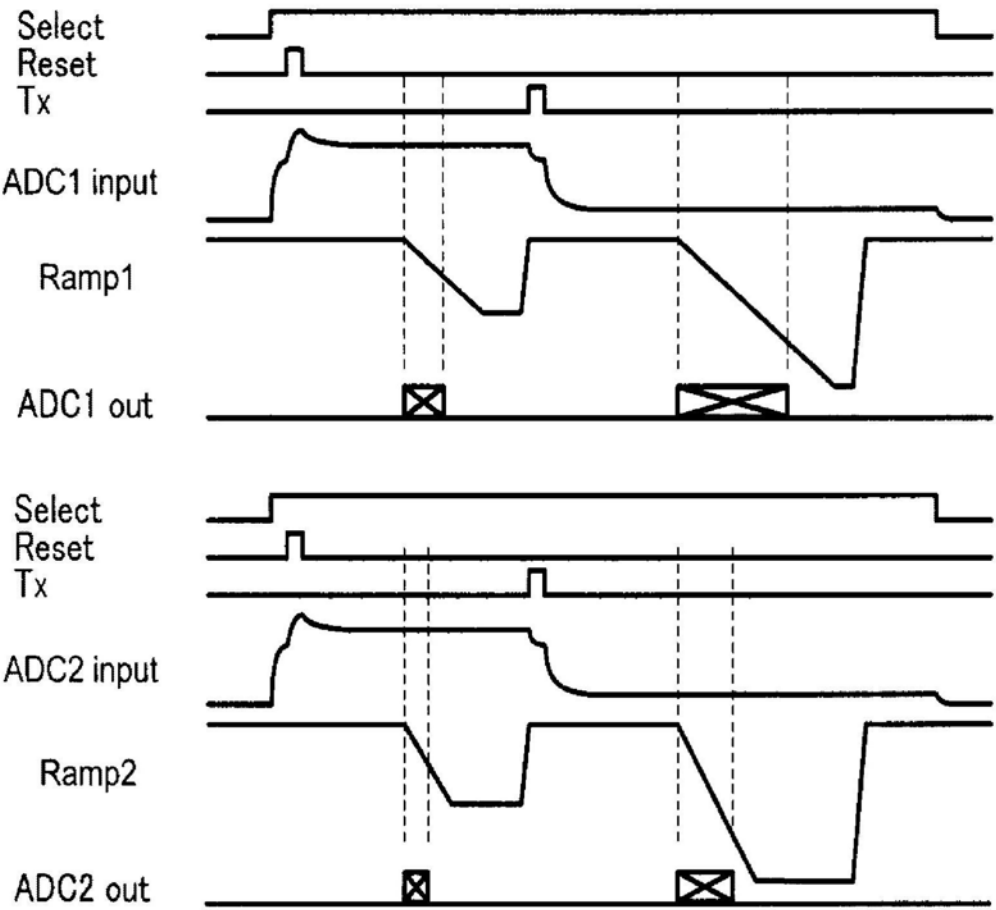 Select
Reset
Tx
ADC1 input
Ramp1
ADC1 out
Select
Reset
Tx
ADC2 input
Ramp2
ADC2 out